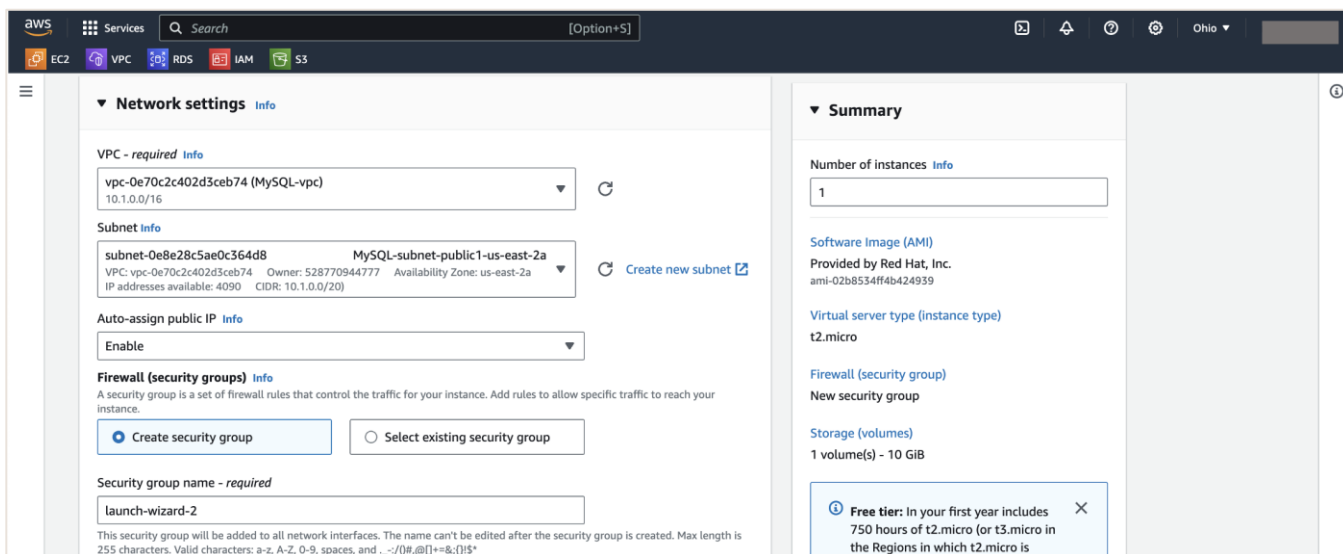 aws
Services
Search [Option+S]
Ohio
EC2 VPC RDS IAM S3
Network settings Info
VPC - required Info
vpc-0e70c2c402d3ceb74 (MySQL-vpc)
10.1.0.0/16
Subnet Info
subnet-0e8e28c5ae0c364d8 MySQL-subnet-public1-us-east-2a
VPC: vpc-0e70c2c402d3ceb74 Owner: 528770944777 Availability Zone: us-east-2a
IP addresses available: 4090 CIDR: 10.1.0.0/20)
Create new subnet
Auto-assign public IP Info
Enable
Firewall (security groups) Info
A security group is a set of firewall rules that control the traffic for your instance. Add rules to allow specific traffic to reach your
instance.
Create security group
Select existing security group
Security group name - required
launch-wizard-2
This security group will be added to all network interfaces. The name can't be edited after the security group is created. Max length is
255 characters. Valid characters: a-z, A-Z, 0-9, spaces, and ._-:/()#,@[]+=&;{}!$*
Summary
Number of instances Info
1
Software Image (AMI)
Provided by Red Hat, Inc.
ami-02b8534ff4b424939
Virtual server type (instance type)
t2.micro
Firewall (security group)
New security group
Storage (volumes)
1 volume(s) - 10 GiB
Free tier: In your first year includes
750 hours of t2.micro (or t3.micro in
the Regions in which t2.micro is